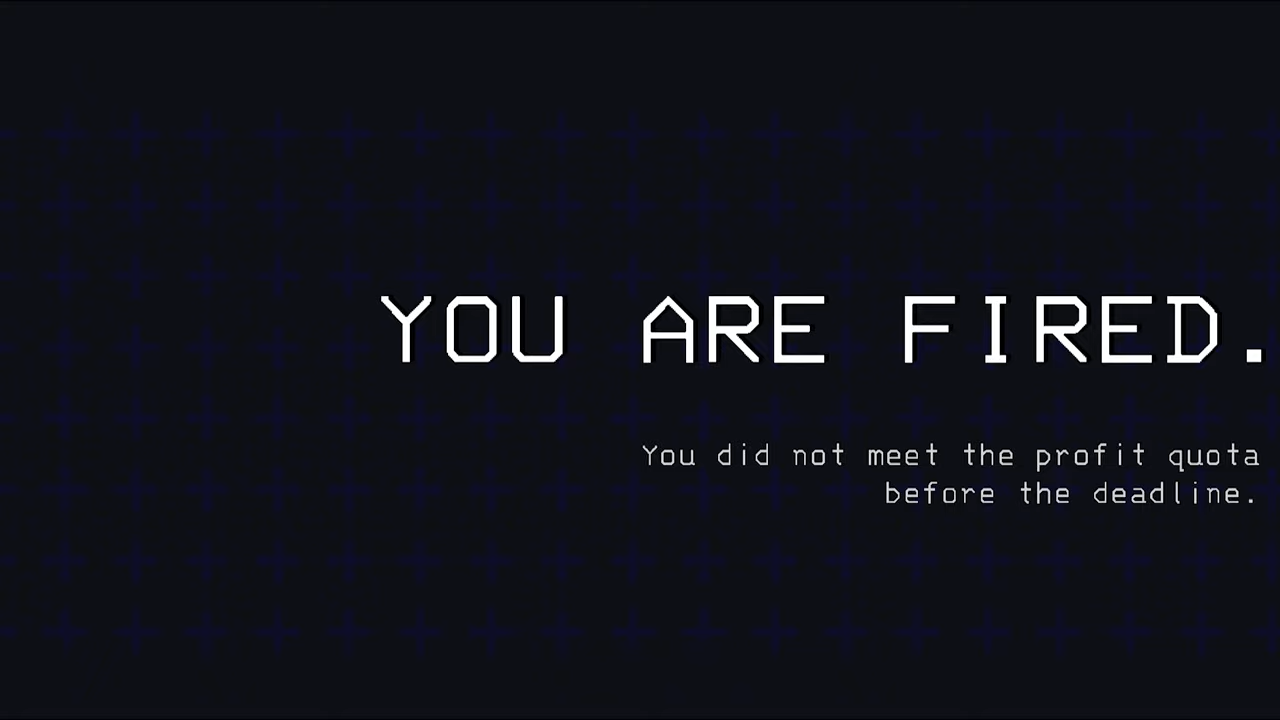 YOU ARE FIRED.
You did not meet the profit quota
before the deadline.